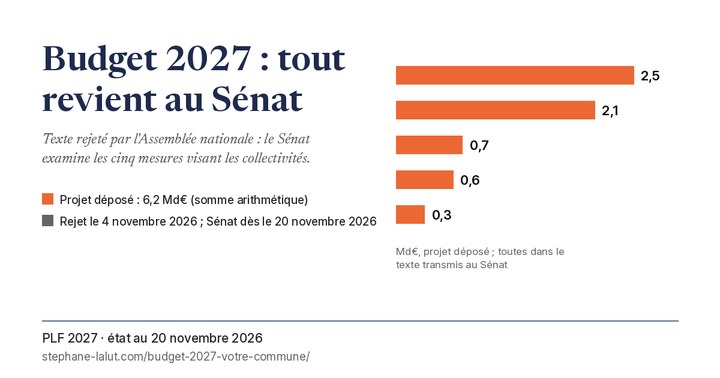 Budget 2027 : tout
revient au Sénat
Texte rejeté par l'Assemblée nationale : le Sénat
examine les cinq mesures visant les collectivités.
Projet déposé : 6,2 Md€ (somme arithmétique)
Rejet le 4 novembre 2026 ; Sénat dès le 20 novembre 2026
2,5
2,1
0,7
0,6
0,3
Md€, projet déposé ; toutes dans le
texte transmis au Sénat
PLF 2027 · état au 20 novembre 2026
stephane-lalut.com/budget-2027-votre-commune/